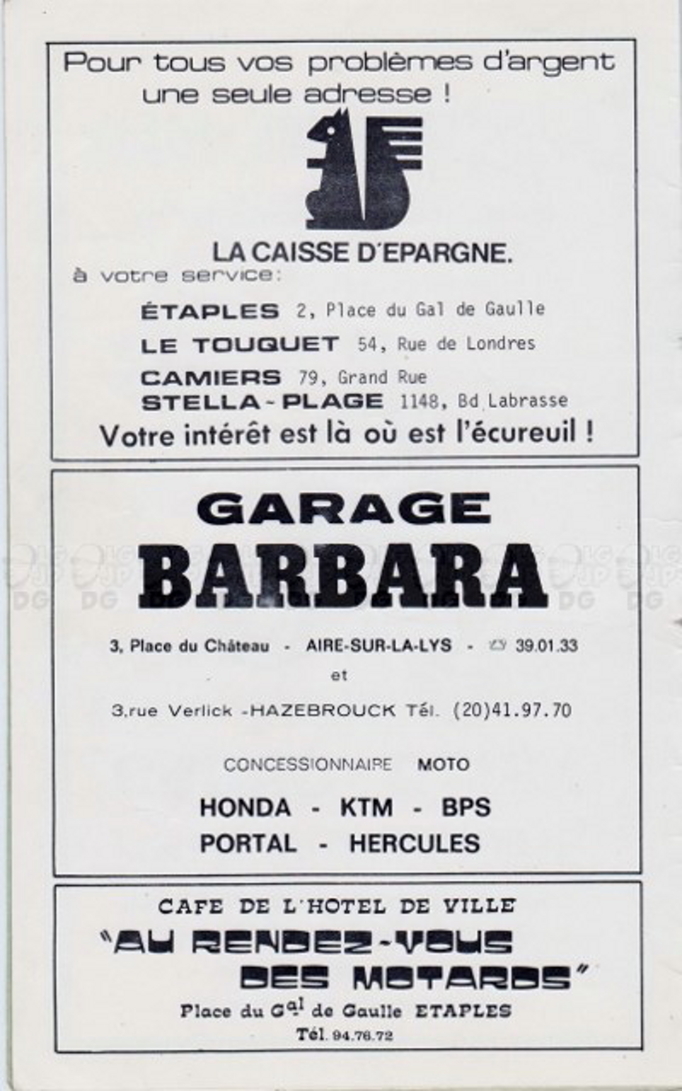 Pour tous vos problèmes d'argent
une seule adresse !
LA CAISSE D'EPARGNE.
à votre service:
ÉTAPLES 2, Place du Gal de Gaulle
LE TOUQUET 54, Rue de Londres
CAMIERS 79, Grand Rue
STELLA-PLAGE 1148, Bd Labrasse
Votre intérêt est là où est l'écureuil !
GARAGE
BARBARA
3, Place du Château - AIRE-SUR-LA-LYS - ☎ 39.01.33
et
3,rue Verlick -HAZEBROUCK Tél. (20)41.97.70
CONCESSIONNAIRE MOTO
HONDA - KTM - BPS
PORTAL - HERCULES
CAFE DE L'HOTEL DE VILLE
"AU RENDEZ-VOUS
DES MOTARDS"
Place du Gal de Gaulle ETAPLES
Tél. 94.76.72